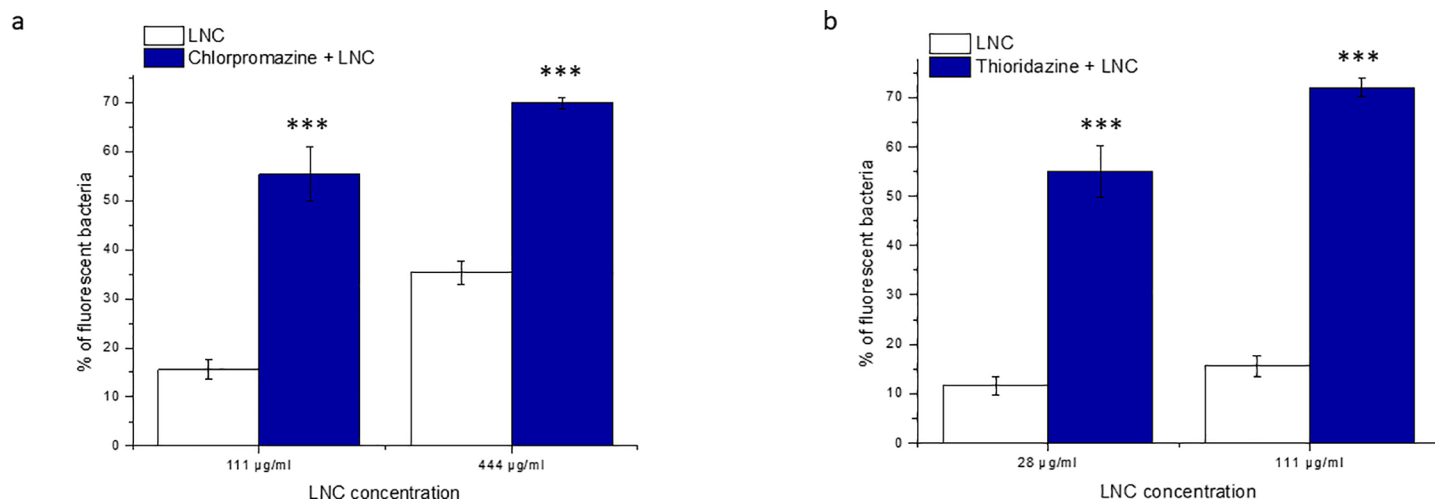 a
LNC
Chlorpromazine + LNC
***
***
70
60
50
40
30
20
10
0
% of fluorescent bacteria
111 µg/ml
444 µg/ml
LNC concentration
b
LNC
Thioridazine + LNC
***
***
70
60
50
40
30
20
10
0
% of fluorescent bacteria
28 µg/ml
111 µg/ml
LNC concentration